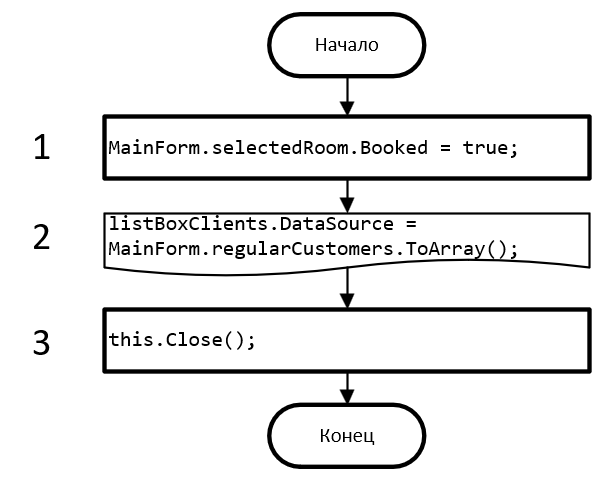 Начало
1
MainForm.selectedRoom.Booked = true;
2
listBoxClients.DataSource =
MainForm.regularCustomers.ToArray();
3
this.Close();
Конец